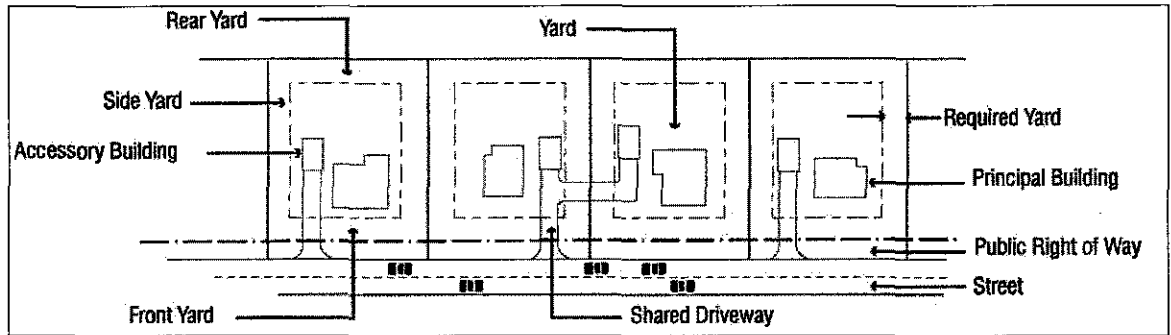 Rear Yard
Yard
Side Yard
Required Yard
Accessory Building
Principal Building
Public Right of Way
Street
Front Yard
Shared Driveway